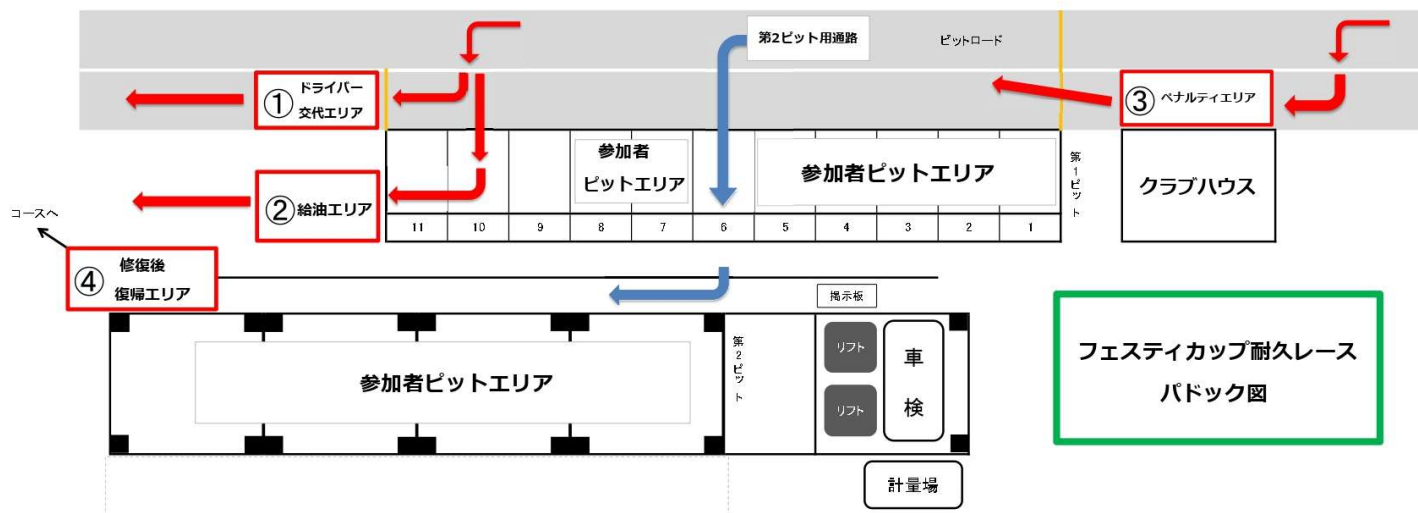 第2ピット用通路
ピットロード
① ドライバー
交代エリア
③ ペナルティエリア
参加者
ピットエリア
参加者ピットエリア
第1ピット
クラブハウス
② 給油エリア
コースへ
11 10 9 8 7 6 5 4 3 2 1
④ 修復後
復帰エリア
掲示板
参加者ピットエリア
第2ピット
リフト
リフト
車検
フェスティカップ耐久レース
パドック図
計量場